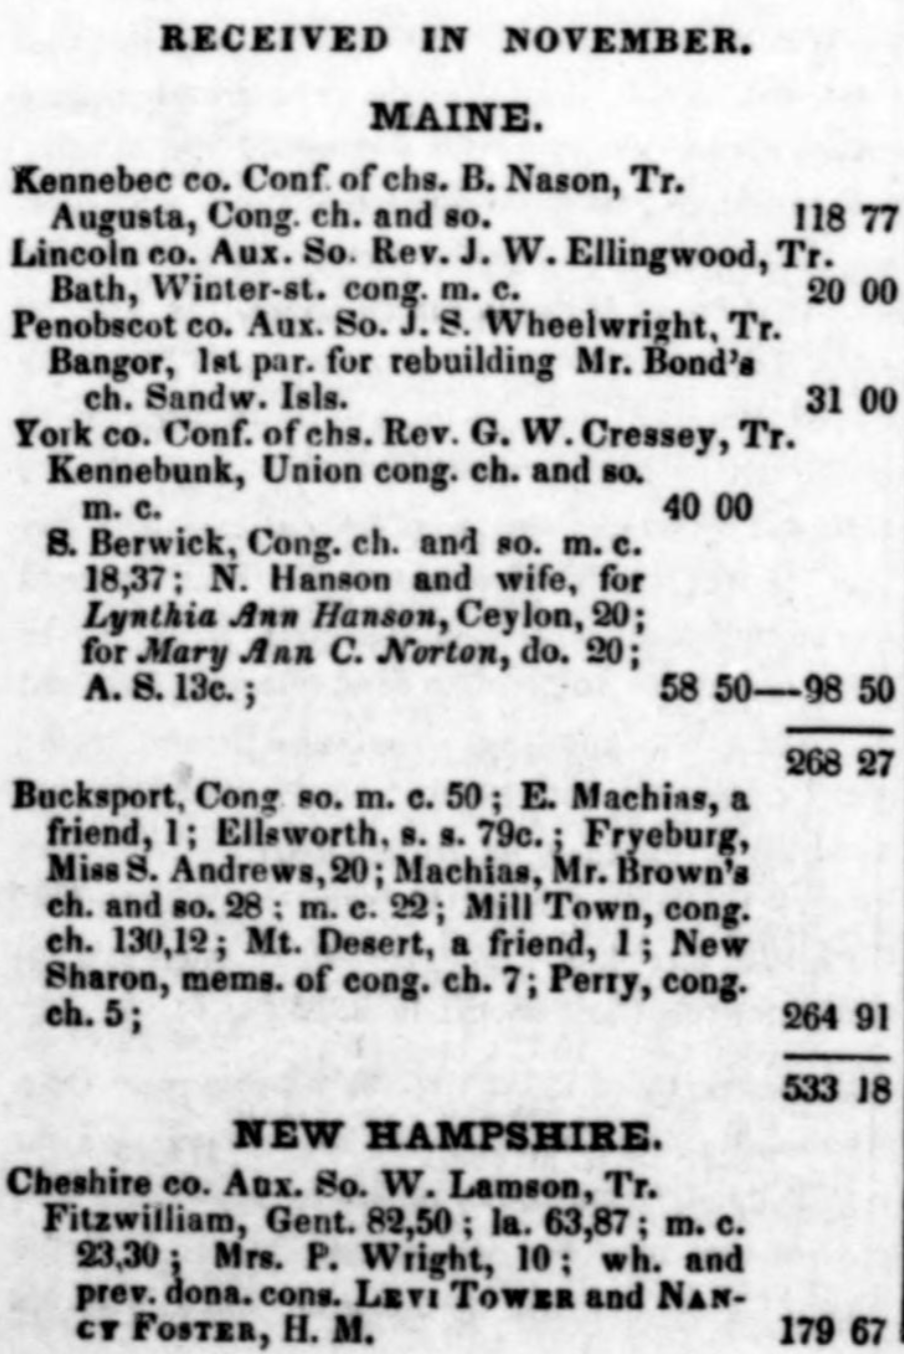 RECEIVED IN NOVEMBER.
MAINE.
Kennebec co. Conf. of chs. B. Nason, Tr.
Augusta, Cong. ch. and so. 118 77
Lincoln co. Aux. So. Rev. J. W. Ellingwood, Tr.
Bath, Winter-st. cong. m. c. 20 00
Penobscot co. Aux. So. J. S. Wheelwright, Tr.
Bangor, 1st par. for rebuilding Mr. Bond's
ch. Sandw. Isls. 31 00
York co. Conf. of chs. Rev. G. W. Cressey, Tr.
Kennebunk, Union cong. ch. and so.
m. c. 40 00
S. Berwick, Cong. ch. and so. m. c.
18,37; N. Hanson and wife, for
Lynthia Ann Hanson, Ceylon, 20;
for Mary Ann C. Norton, do. 20;
A. S. 13c.; 58 50—98 50
268 27
Bucksport, Cong so. m. c. 50; E. Machias, a
friend, 1; Ellsworth, s. s. 79c.; Fryeburg,
Miss S. Andrews, 20; Machias, Mr. Brown's
ch. and so. 28; m. c. 22; Mill Town, cong.
ch. 130,12; Mt. Desert, a friend, 1; New
Sharon, mems. of cong. ch. 7; Perry, cong.
ch. 5; 264 91
533 18
NEW HAMPSHIRE.
Cheshire co. Aux. So. W. Lamson, Tr.
Fitzwilliam, Gent. 82,50; la. 63,87; m. c.
23,30; Mrs. P. Wright, 10; wh. and
prev. dona. cons. LEVI TOWER and NAN-
CY FOSTER, H. M. 179 67